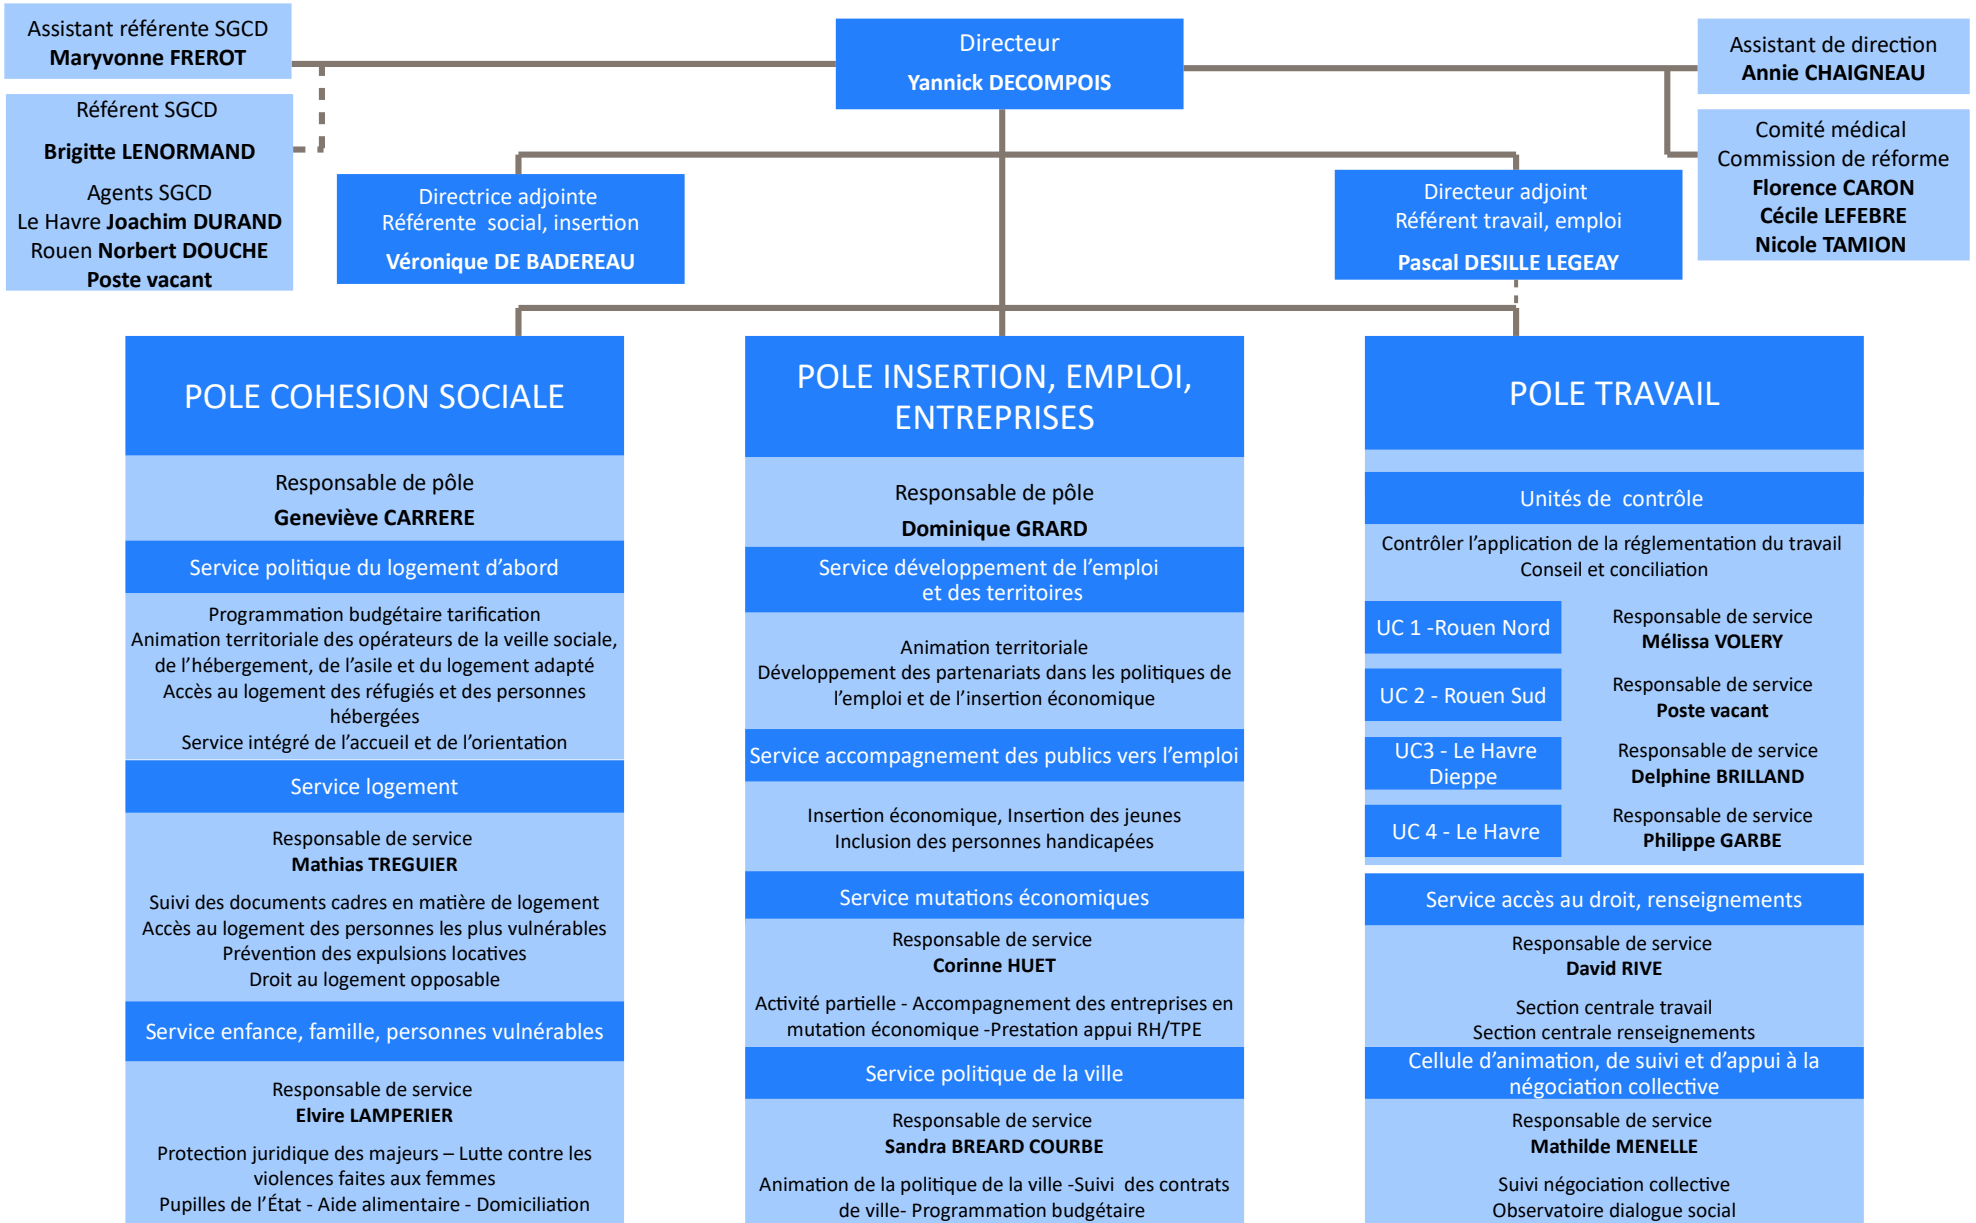 Assistant référente SGCD
Maryvonne FREROT
Référent SGCD
Brigitte LENORMAND
Agents SGCD
Le Havre Joachim DURAND
Rouen Norbert DOUCHE
Poste vacant
Directeur
Yannick DECOMPOIS
Assistant de direction
Annie CHAIGNEAU
Comité médical
Commission de réforme
Florence CARON
Cécile LEFEBRE
Nicole TAMION
Directrice adjointe
Référente  social, insertion
Véronique DE BADEREAU
Directeur adjoint
Référent travail, emploi
Pascal DESILLE LEGEAY
POLE COHESION SOCIALE
Responsable de pôle
Geneviève CARRERE
Service politique du logement d’abord
Programmation budgétaire tarification
Animation territoriale des opérateurs de la veille sociale,
de l’hébergement, de l’asile et du logement adapté
Accès au logement des réfugiés et des personnes
hébergées
Service intégré de l’accueil et de l’orientation
Service logement
Responsable de service
Mathias TREGUIER
Suivi des documents cadres en matière de logement
Accès au logement des personnes les plus vulnérables
Prévention des expulsions locatives
Droit au logement opposable
Service enfance, famille, personnes vulnérables
Responsable de service
Elvire LAMPERIER
Protection juridique des majeurs – Lutte contre les
violences faites aux femmes
Pupilles de l’État - Aide alimentaire - Domiciliation
POLE INSERTION, EMPLOI,
ENTREPRISES
Responsable de pôle
Dominique GRARD
Service développement de l’emploi
et des territoires
Animation territoriale
Développement des partenariats dans les politiques de
l’emploi et de l’insertion économique
Service accompagnement des publics vers l’emploi
Insertion économique, Insertion des jeunes
Inclusion des personnes handicapées
Service mutations économiques
Responsable de service
Corinne HUET
Activité partielle - Accompagnement des entreprises en
mutation économique -Prestation appui RH/TPE
Service politique de la ville
Responsable de service
Sandra BREARD COURBE
Animation de la politique de la ville -Suivi  des contrats
de ville- Programmation budgétaire
POLE TRAVAIL
Unités de  contrôle
Contrôler l’application de la réglementation du travail
Conseil et conciliation
UC 1 -Rouen Nord
Responsable de service
Mélissa VOLERY
UC 2 - Rouen Sud
Responsable de service
Poste vacant
UC3 - Le Havre
Dieppe
Responsable de service
Delphine BRILLAND
UC 4 - Le Havre
Responsable de service
Philippe GARBE
Service accès au droit, renseignements
Responsable de service
David RIVE
Section centrale travail
Section centrale renseignements
Cellule d’animation, de suivi et d’appui à la
négociation collective
Responsable de service
Mathilde MENELLE
Suivi négociation collective
Observatoire dialogue social